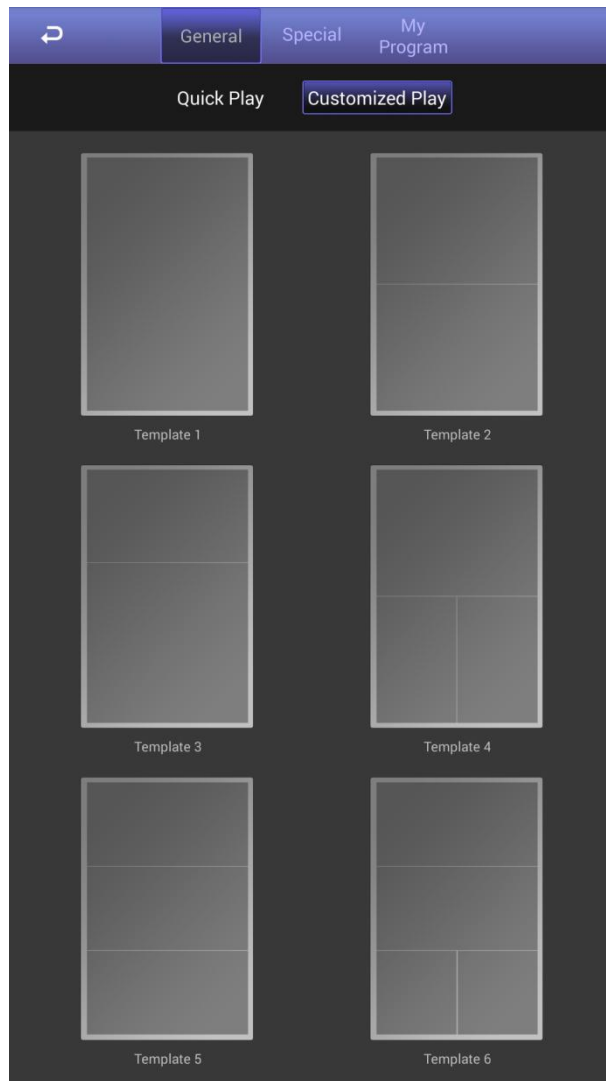 General
Special
My
Program
Quick Play
Customized Play
Template 1
Template 2
Template 3
Template 4
Template 5
Template 6